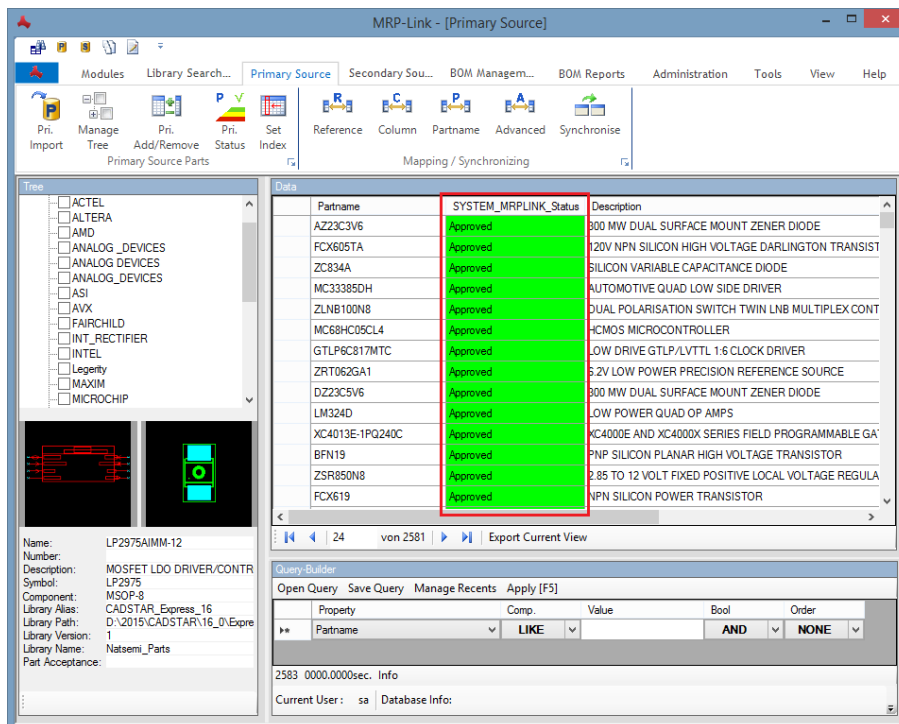 MRP-Link - [Primary Source]
Modules Library Search... Primary Source Secondary Sou... BOM Managem... BOM Reports Administration Tools View Help
Pri. Import Manage Tree Pri. Add/Remove Pri. Status Set Index Reference Column Partname Advanced Synchronise
Primary Source Parts Mapping / Synchronizing
Tree
ACTEL
ALTERA
AMD
ANALOG _DEVICES
ANALOG DEVICES
ANALOG_DEVICES
ASI
AVX
FAIRCHILD
INT_RECTIFIER
INTEL
Legerity
MAXIM
MICROCHIP
Name: LP2975AIMM-12
Number:
Description: MOSFET LDO DRIVER/CONTR
Symbol: LP2975
Component: MSOP-8
Library Alias: CADSTAR_Express_16
Library Path: D:\2015\CADSTAR\16_0\Expre
Library Version: 1
Library Name: Natsemi_Parts
Part Acceptance:
Data
Partname SYSTEM_MRPLINK_Status Description
AZ23C3V6 Approved 300 MW DUAL SURFACE MOUNT ZENER DIODE
FCX605TA Approved 120V NPN SILICON HIGH VOLTAGE DARLINGTON TRANSIST
ZC834A Approved SILICON VARIABLE CAPACITANCE DIODE
MC33385DH Approved AUTOMOTIVE QUAD LOW SIDE DRIVER
ZLNB100N8 Approved DUAL POLARISATION SWITCH TWIN LNB MULTIPLEX CONT
MC68HC05CL4 Approved HCMOS MICROCONTROLLER
GTLP6C817MTC Approved LOW DRIVE GTLP/LVTTL 1:6 CLOCK DRIVER
ZRT062GA1 Approved 6.2V LOW POWER PRECISION REFERENCE SOURCE
DZ23C5V6 Approved 300 MW DUAL SURFACE MOUNT ZENER DIODE
LM324D Approved LOW POWER QUAD OP AMPS
XC4013E-1PQ240C Approved XC4000E AND XC4000X SERIES FIELD PROGRAMMABLE GA
BFN19 Approved PNP SILICON PLANAR HIGH VOLTAGE TRANSISTOR
ZSR850N8 Approved 2.85 TO 12 VOLT FIXED POSITIVE LOCAL VOLTAGE REGULA
FCX619 Approved NPN SILICON POWER TRANSISTOR
24 von 2581 Export Current View
Query-Builder
Open Query Save Query Manage Recents Apply [F5]
Property Comp. Value Bool Order
Partname LIKE AND NONE
2583 0000.0000sec. Info
Current User : sa Database Info: